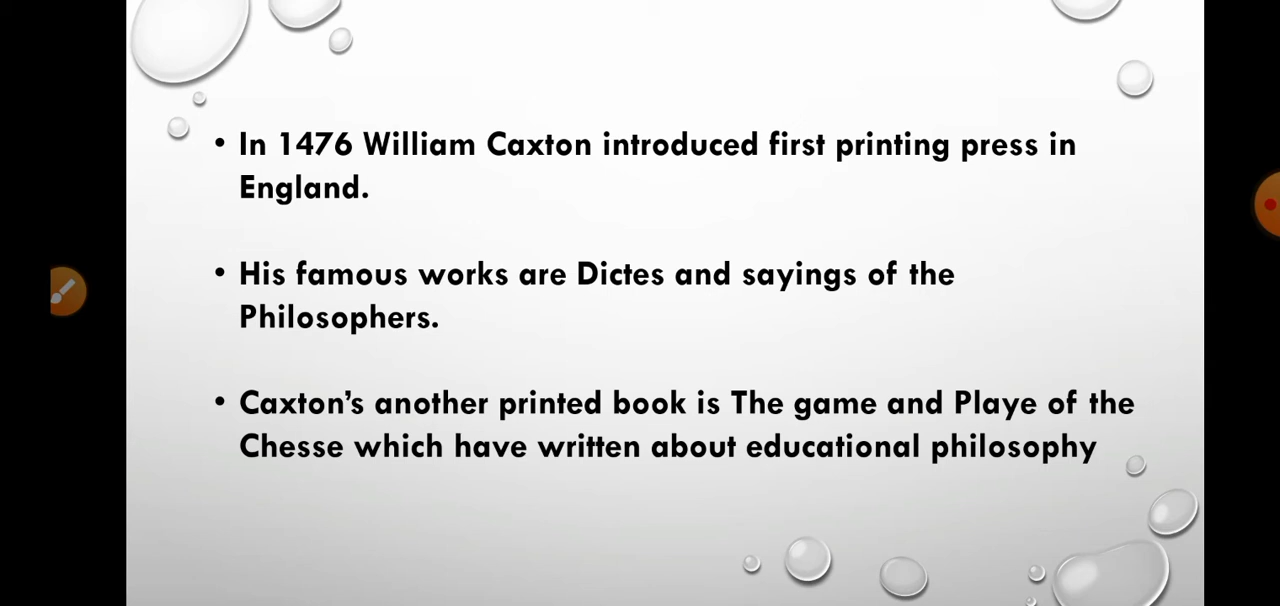 • In 1476 William Caxton introduced first printing press in
England.
• His famous works are Dictes and sayings of the
Philosophers.
• Caxton's another printed book is The game and Playe of the
Chesse which have written about educational philosophy